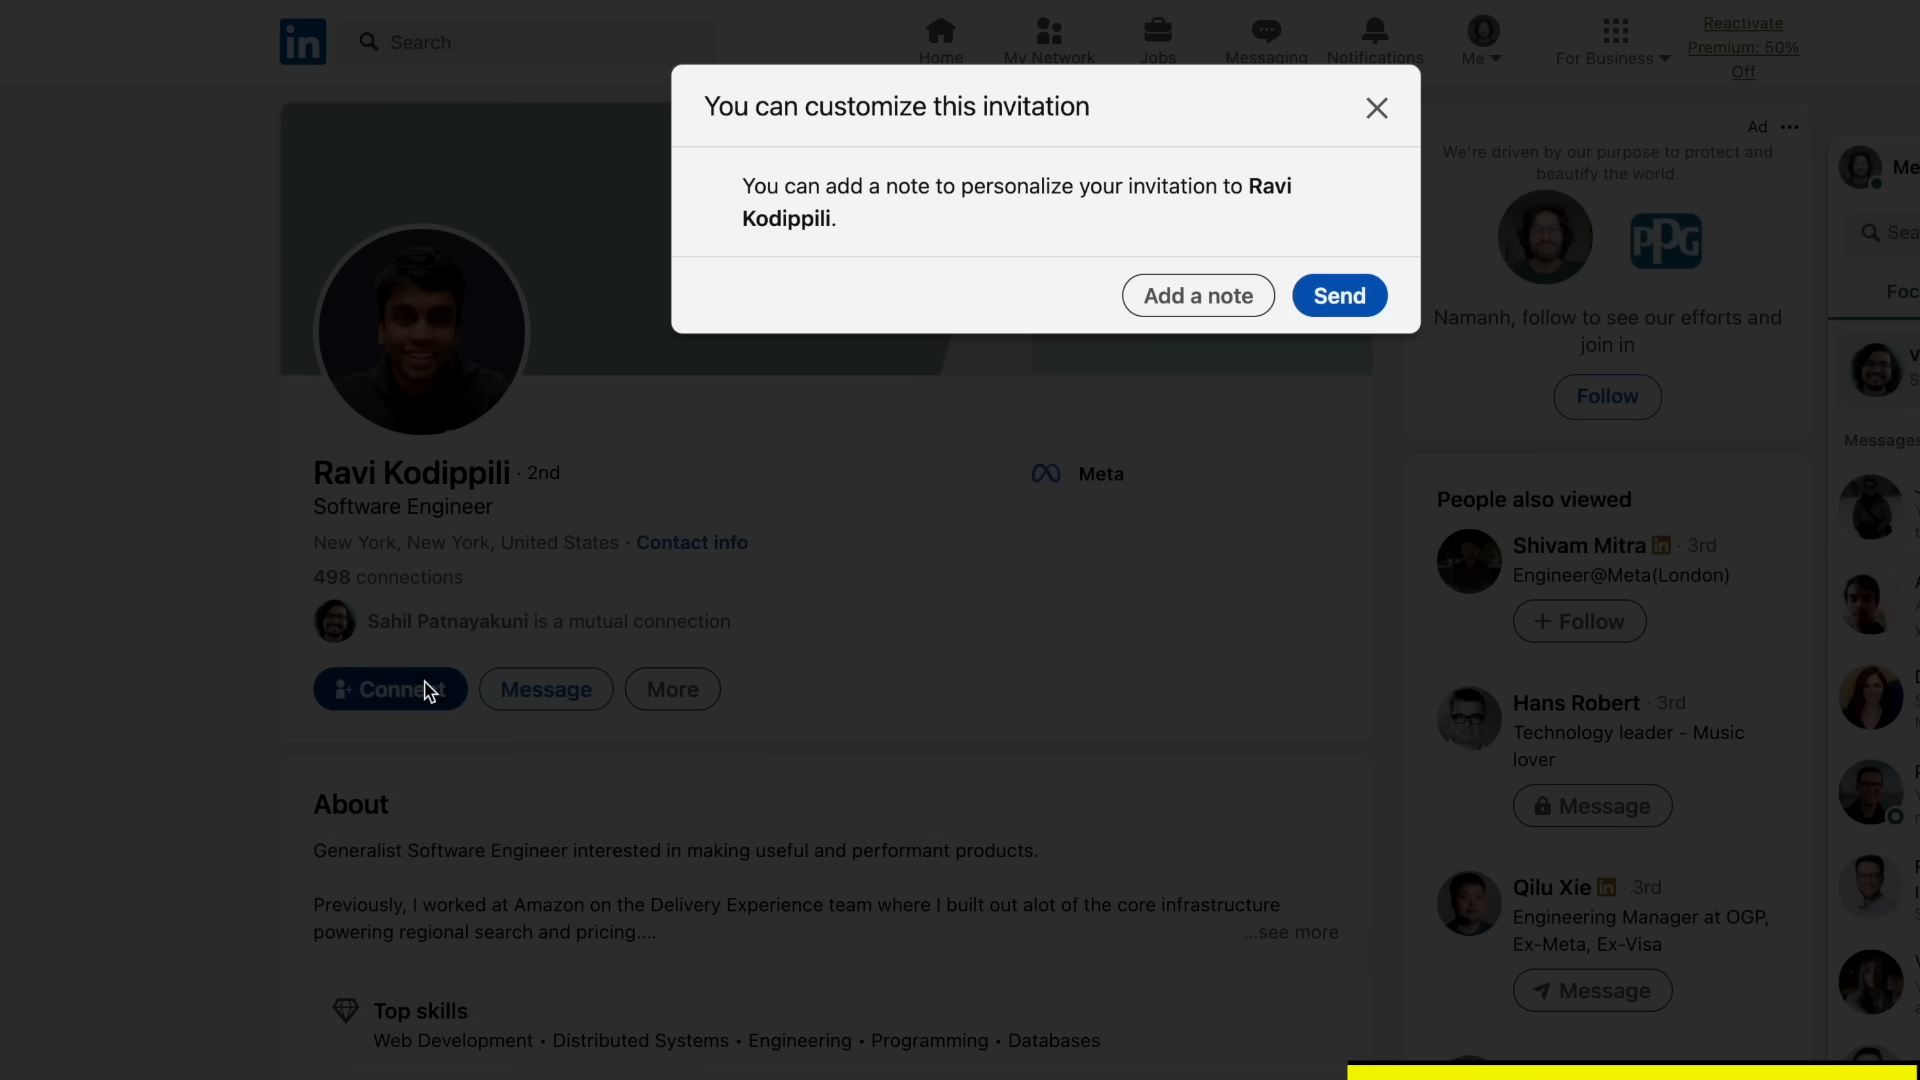 in
Search
Home
My Network
Jobs
Messaging
Notifications
Me
For Business
Reactivate
Premium: 50%
Off
You can customize this invitation
You can add a note to personalize your invitation to Ravi
Kodippili.
Add a note
Send
Ravi Kodippili · 2nd
Software Engineer
New York, New York, United States · Contact info
498 connections
Sahil Patnayakuni is a mutual connection
Connect
Message
More
Meta
About
Generalist Software Engineer interested in making useful and performant products.
Previously, I worked at Amazon on the Delivery Experience team where I built out alot of the core infrastructure
powering regional search and pricing....
...see more
Top skills
Web Development • Distributed Systems • Engineering • Programming • Databases
Ad
We're driven by our purpose to protect and
beautify the world.
PPG
Namanh, follow to see our efforts and
join in
Follow
People also viewed
Shivam Mitra in · 3rd
Engineer@Meta(London)
+ Follow
Hans Robert · 3rd
Technology leader - Music
lover
Message
Qilu Xie in · 3rd
Engineering Manager at OGP,
Ex-Meta, Ex-Visa
Message
Me
Sea
Foc
Messages